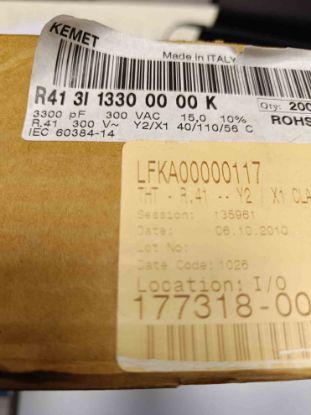 KEMET
Made in ITALY
R41 3I 1330 00 00 K
Qty: 200
3300 pF 300 VAC 15,0 10%
ROHS
R.41 300 V~ Y2/X1 40/110/56 C
IEC 60384-14
LFKA00000117
THT - R.41 -- Y2 / X1 CLA
Session: 135961
Date: 06.10.2010
Lot No:
Date Code: 1026
Location: I/0
177318-00